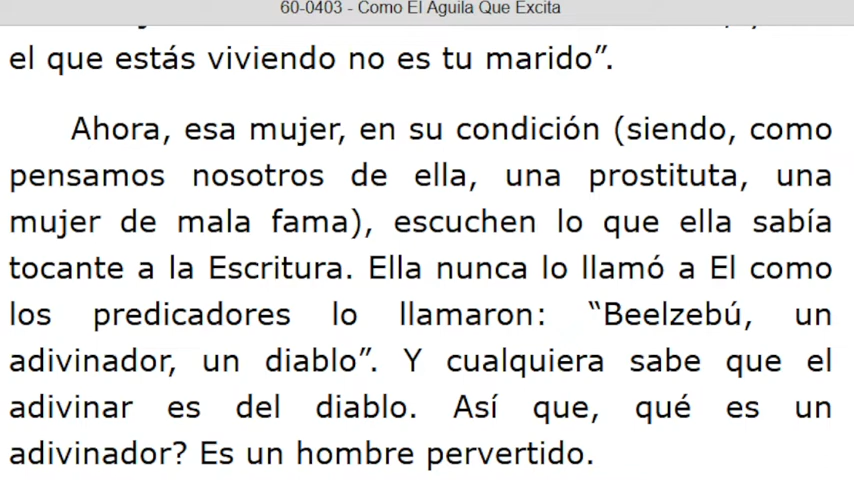 60-0403 - Como El Aguila Que Excita
el que estás viviendo no es tu marido”.
Ahora, esa mujer, en su condición (siendo, como
pensamos nosotros de ella, una prostituta, una
mujer de mala fama), escuchen lo que ella sabía
tocante a la Escritura. Ella nunca lo llamó a El como
los predicadores lo llamaron: “Beelzebú, un
adivinador, un diablo”. Y cualquiera sabe que el
adivinar es del diablo. Así que, qué es un
adivinador? Es un hombre pervertido.